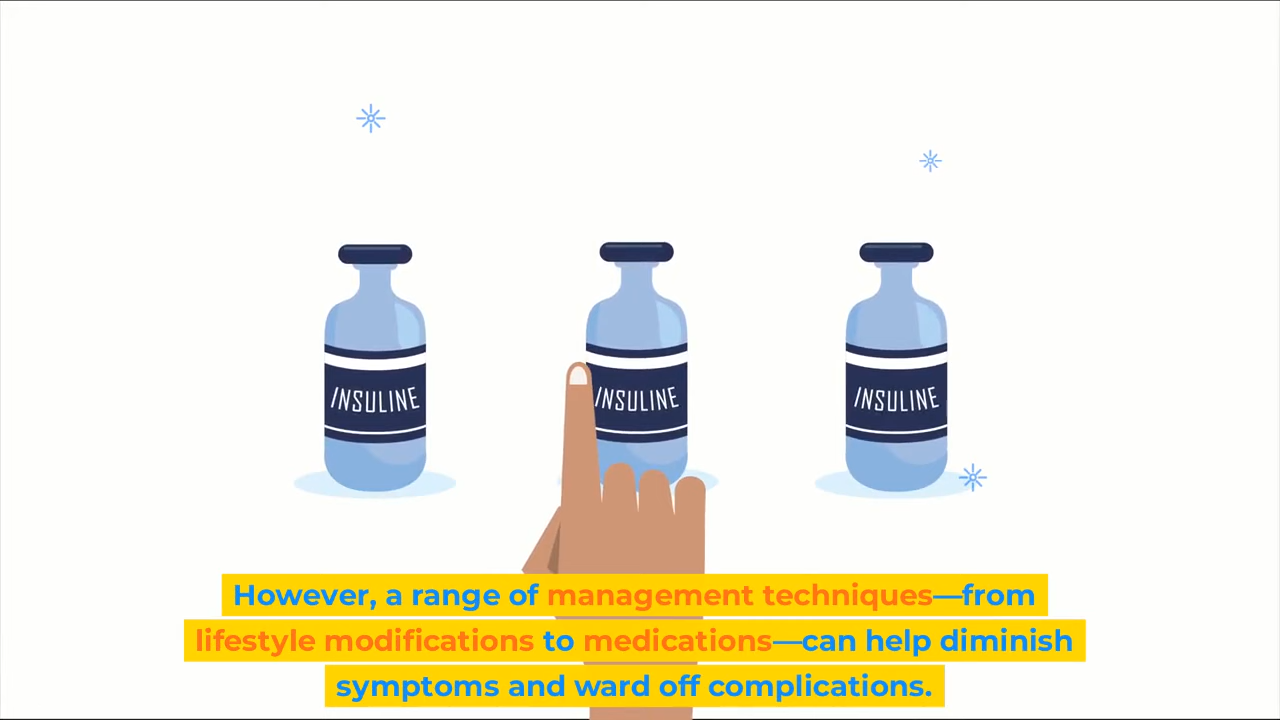 INSULINE INSULINE INSULINE
However, a range of management techniques—from
lifestyle modifications to medications—can help diminish
symptoms and ward off complications.